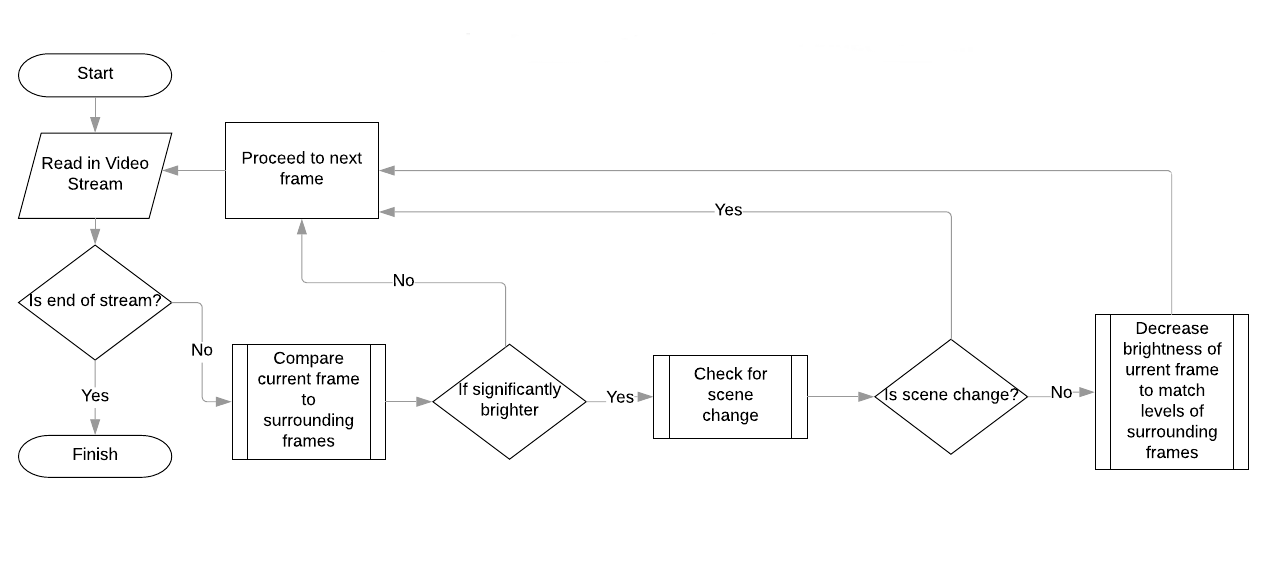 Start
Read in Video
Stream
Proceed to next
frame
Yes
No
Is end of stream?
No
Yes
Finish
Compare
current frame
to
surrounding
frames
If significantly
brighter
Yes
Check for
scene
change
Is scene change?
No
Decrease
brightness of
urrent frame
to match
levels of
surrounding
frames